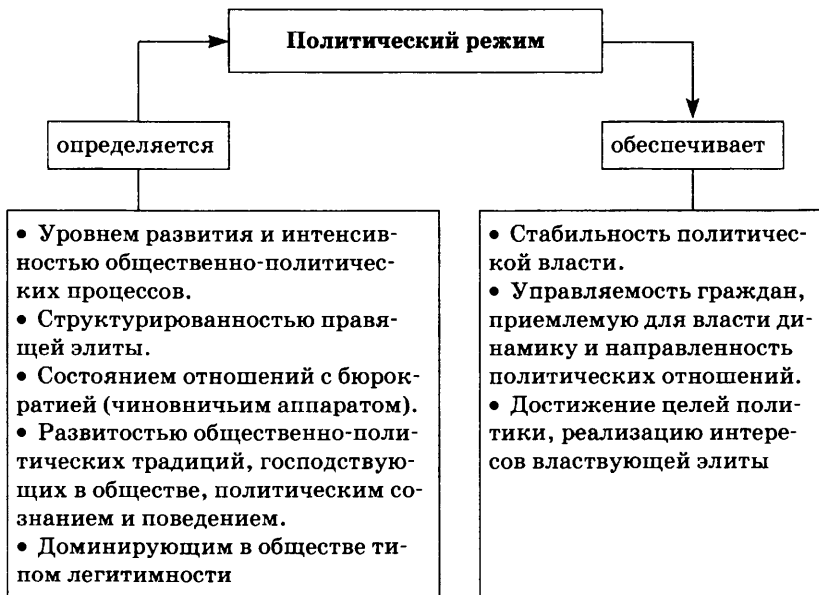 Политический режим
определяется
обеспечивает
• Уровнем развития и интенсив-
ностью общественно-политичес-
ких процессов.
• Структурированностью правя-
щей элиты.
• Состоянием отношений с бюрок-
ратией (чиновничьим аппаратом).
• Развитостью общественно-поли-
тических традиций, господствую-
щих в обществе, политическим со-
знанием и поведением.
• Доминирующим в обществе ти-
пом легитимности
• Стабильность политичес-
кой власти.
• Управляемость граждан,
приемлемую для власти ди-
намику и направленность
политических отношений.
• Достижение целей поли-
тики, реализацию интере-
сов властвующей элиты